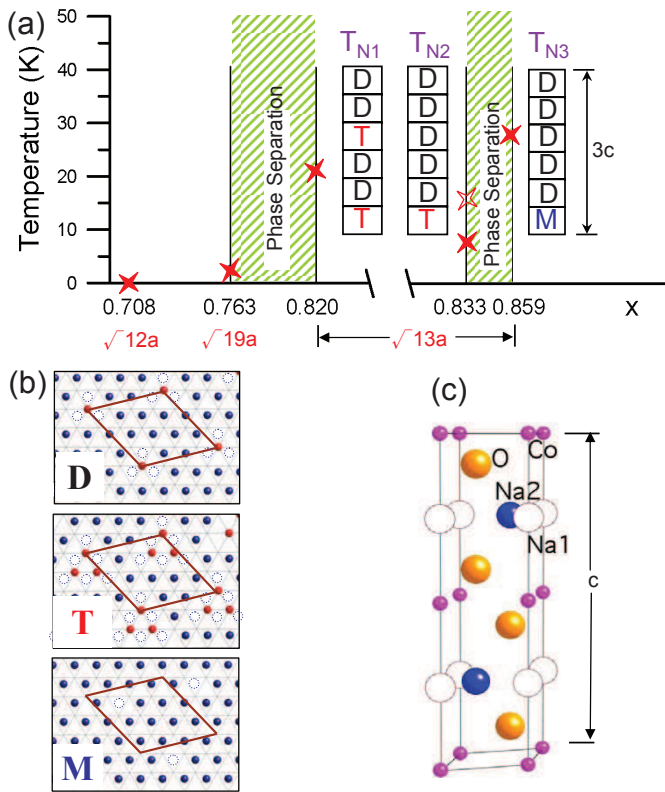 (a)
50
40
30
20
10
0
Temperature (K)
Phase Separation
T_N1
D
D
T
D
D
T
T_N2
D
D
D
D
D
T
Phase Separation
T_N3
D
D
D
D
D
M
3c
0.708
0.763
0.820
0.833
0.859
x
√12a
√19a
√13a
(b)
D
T
M
(c)
O
Co
Na2
Na1
c